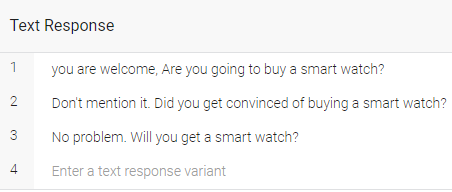 Text Response
1 you are welcome, Are you going to buy a smart watch?
2 Don't mention it. Did you get convinced of buying a smart watch?
3 No problem. Will you get a smart watch?
4 Enter a text response variant